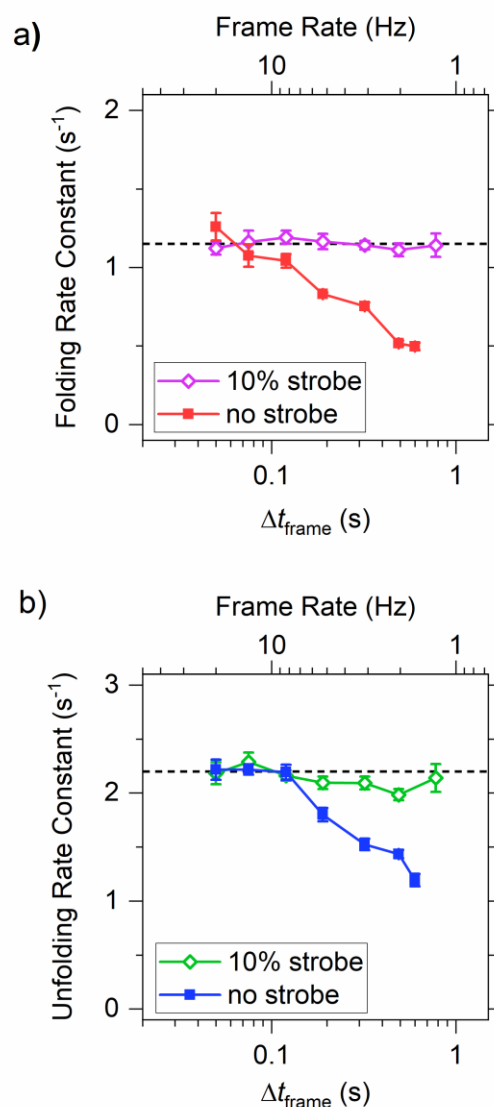 a)
Frame Rate (Hz)
10 1
2
1
0
Folding Rate Constant (s⁻¹)
10% strobe
no strobe
0.1 1
Δt_frame (s)
b)
Frame Rate (Hz)
10 1
3
2
1
0
Unfolding Rate Constant (s⁻¹)
10% strobe
no strobe
0.1 1
Δt_frame (s)